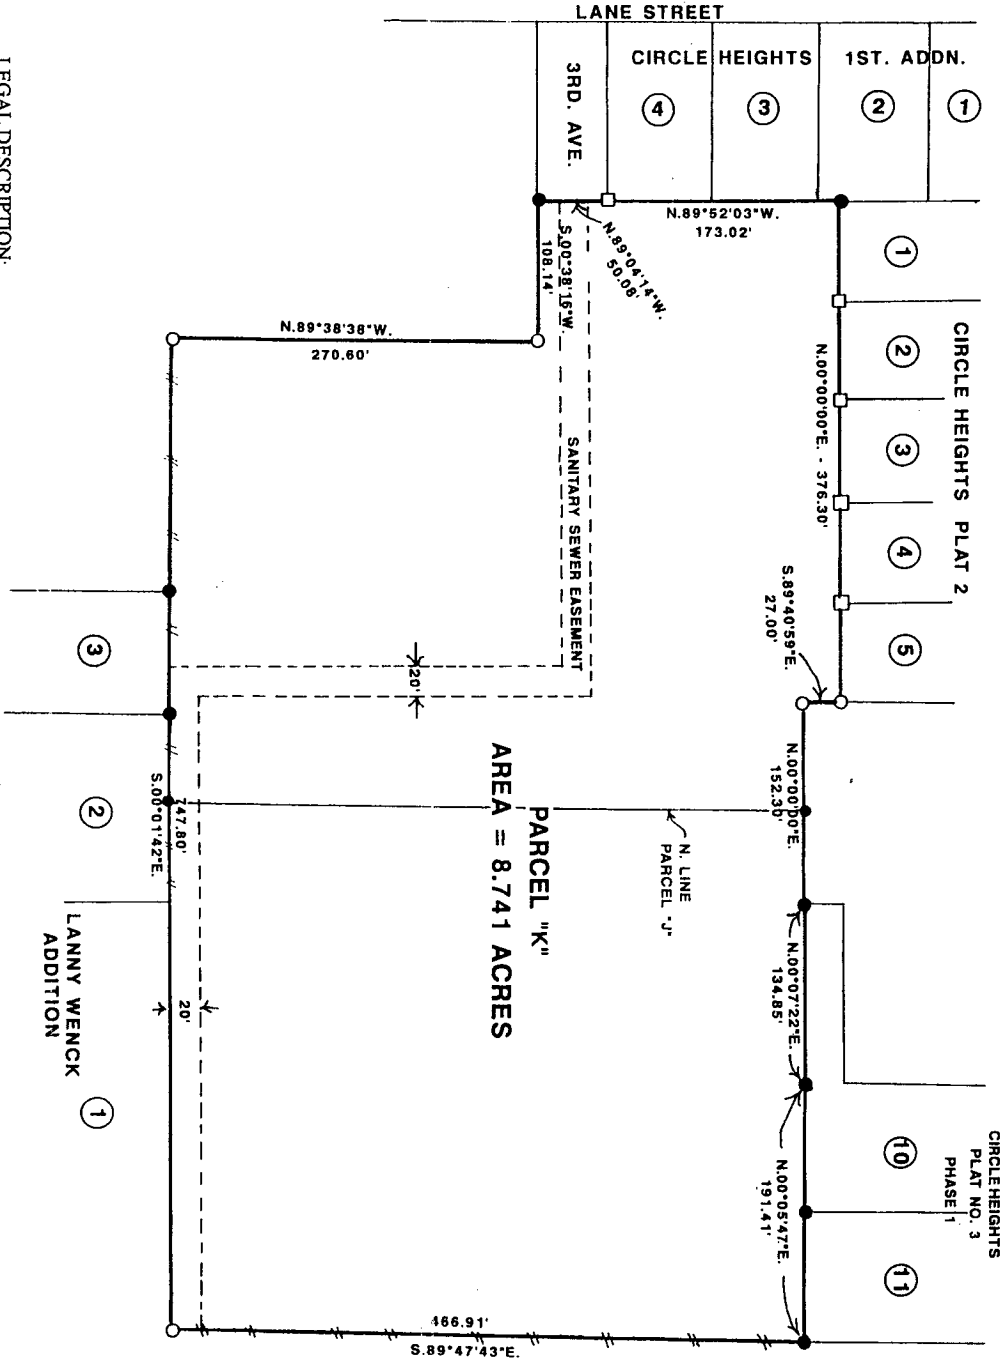 LANE STREET
CIRCLE HEIGHTS 1ST. ADDN.
3RD. AVE.
4
3
2
1
N.89°52'03"W.
173.02'
N.89°04'14"W.
50.08'
S.00°38'16"W.
108.14'
N.89°38'38"W.
270.60'
1
2
3
4
5
CIRCLE HEIGHTS PLAT 2
N.00°00'00"E. - 376.30'
S.89°40'59"E.
27.00'
SANITARY SEWER EASEMENT
20'
N.00°00'00"E.
152.30'
N. LINE
PARCEL "J"
PARCEL "K"
AREA = 8.741 ACRES
N.00°07'22"E.
134.85'
N.00°05'47"E.
191.41'
10
11
CIRCLE HEIGHTS
PLAT NO. 3
PHASE 1
3
2
1
747.80'
S.00°01'42"E.
LANNY WENCK
ADDITION
20'
466.91'
S.89°47'43"E.
LEGAL DESCRIPTION: